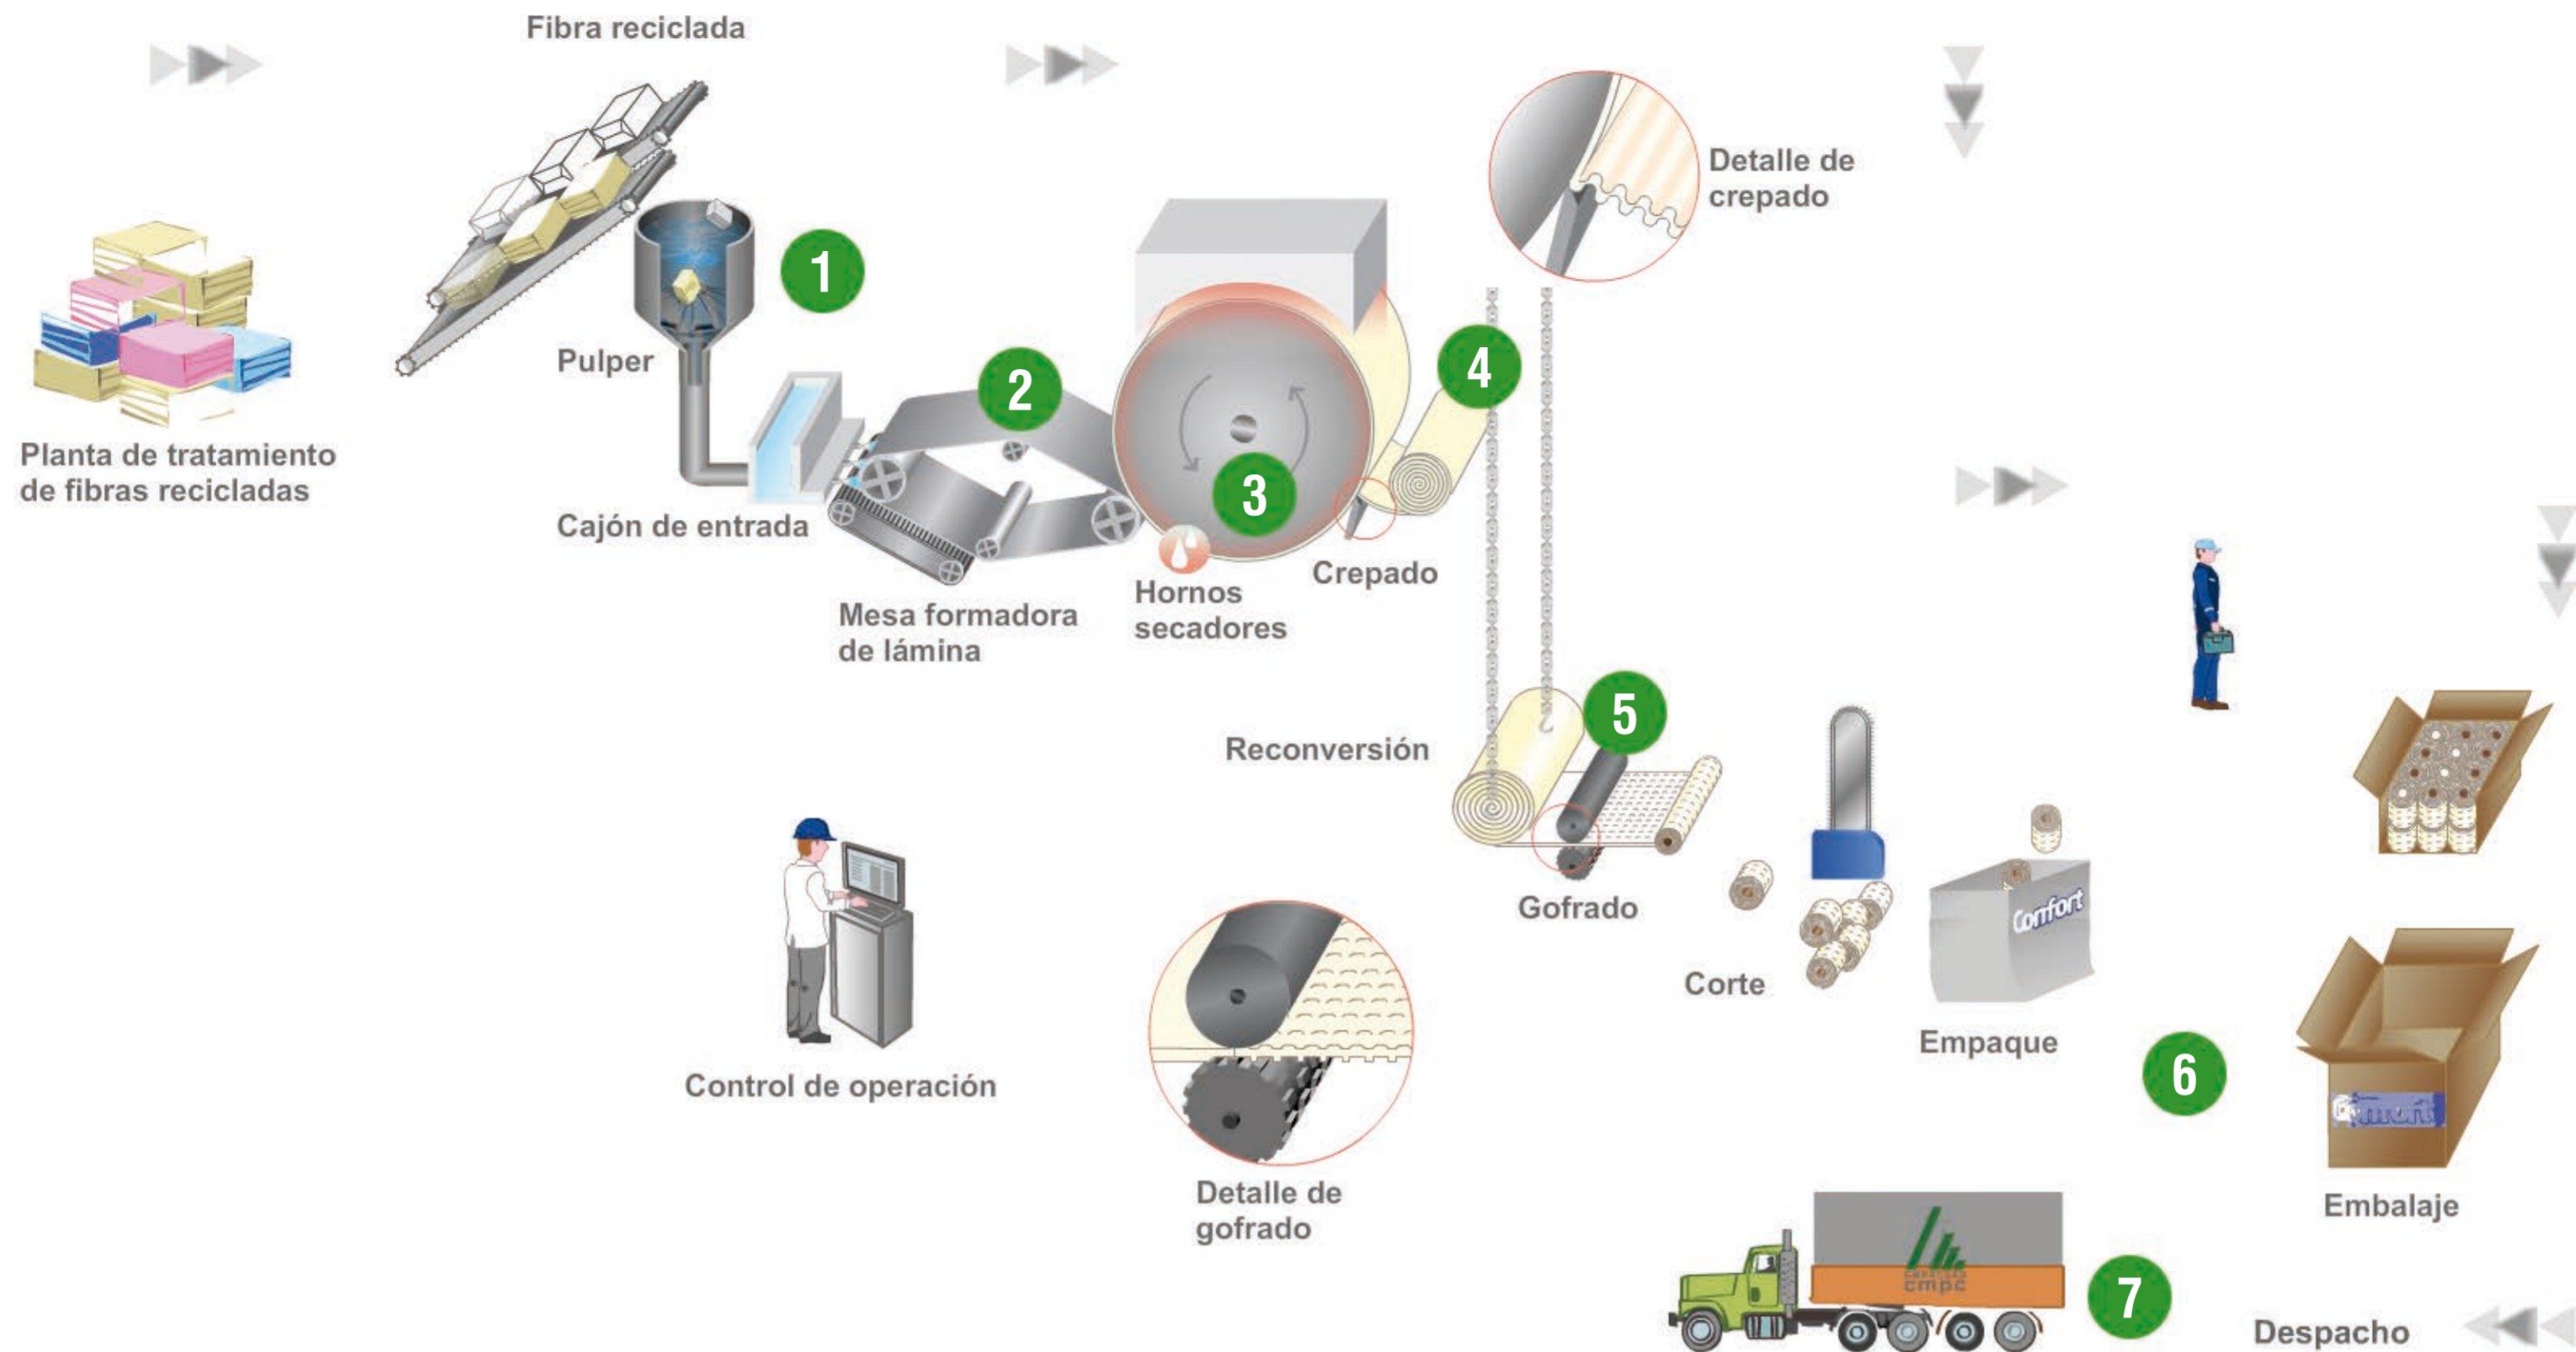 Fibra reciclada
Detalle de
crepado
1
Pulper
2
4
Planta de tratamiento
de fibras recicladas
3
Cajón de entrada
Crepado
Hornos
secadores
Mesa formadora
de lámina
5
Reconversión
Gofrado
Confort
Corte
Empaque
6
Control de operación
Detalle de
gofrado
Embalaje
cmpc
7
Despacho